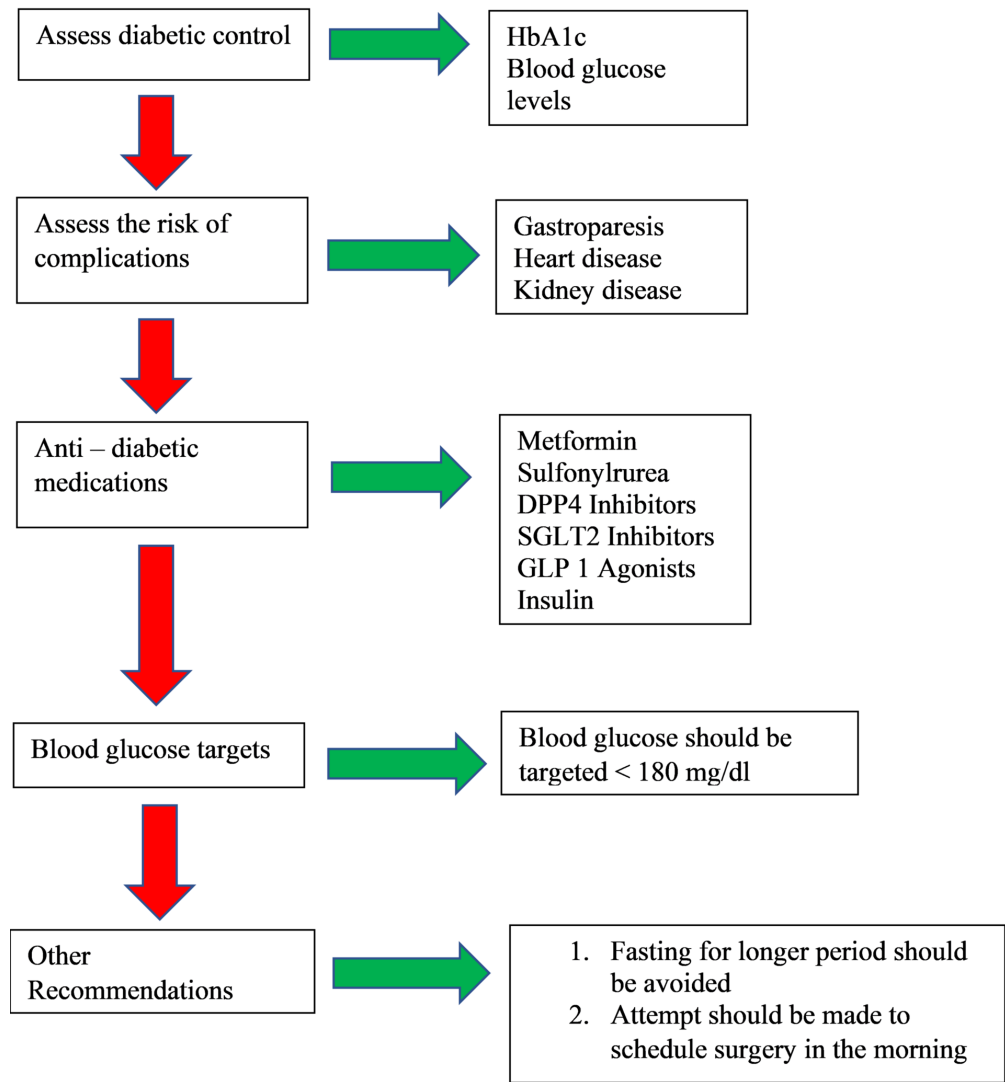 Assess diabetic control
HbA1c
Blood glucose
levels
Assess the risk of
complications
Gastroparesis
Heart disease
Kidney disease
Anti – diabetic
medications
Metformin
Sulfonylrurea
DPP4 Inhibitors
SGLT2 Inhibitors
GLP 1 Agonists
Insulin
Blood glucose targets
Blood glucose should be
targeted < 180 mg/dl
Other
Recommendations
1. Fasting for longer period should
be avoided
2. Attempt should be made to
schedule surgery in the morning